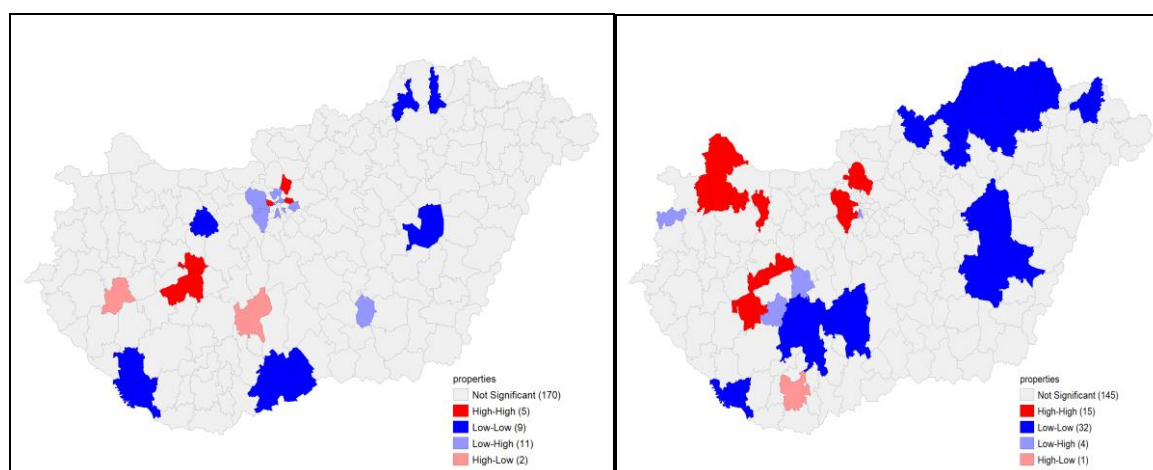 properties
Not Significant (170)
High-High (5)
Low-Low (9)
Low-High (11)
High-Low (2)
properties
Not Significant (145)
High-High (15)
Low-Low (32)
Low-High (4)
High-Low (1)